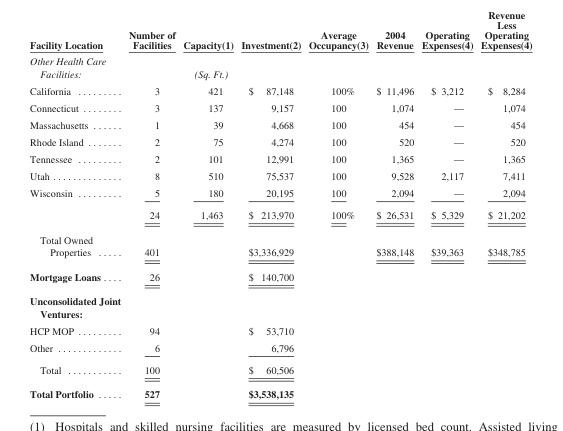 Revenue
Less
Number of Average 2004 Operating Operating
Facility Location Facilities Capacity(1) Investment(2) Occupancy(3) Revenue Expenses(4) Expenses(4)
Other Health Care
Facilities: (Sq. Ft.)
California ......... 3 421 $ 87,148 100% $ 11,496 $ 3,212 $ 8,284
Connecticut ........ 3 137 9,157 100 1,074 — 1,074
Massachusetts ...... 1 39 4,668 100 454 — 454
Rhode Island ....... 2 75 4,274 100 520 — 520
Tennessee .......... 2 101 12,991 100 1,365 — 1,365
Utah ............... 8 510 75,537 100 9,528 2,117 7,411
Wisconsin .......... 5 180 20,195 100 2,094 — 2,094
24 1,463 $ 213,970 100% $ 26,531 $ 5,329 $ 21,202
Total Owned
Properties ..... 401 $3,336,929 $388,148 $39,363 $348,785
Mortgage Loans .... 26 $ 140,700
Unconsolidated Joint
Ventures:
HCP MOP ......... 94 $ 53,710
Other ............ 6 6,796
Total .......... 100 $ 60,506
Total Portfolio ..... 527 $3,538,135
(1) Hospitals and skilled nursing facilities are measured by licensed bed count. Assisted living